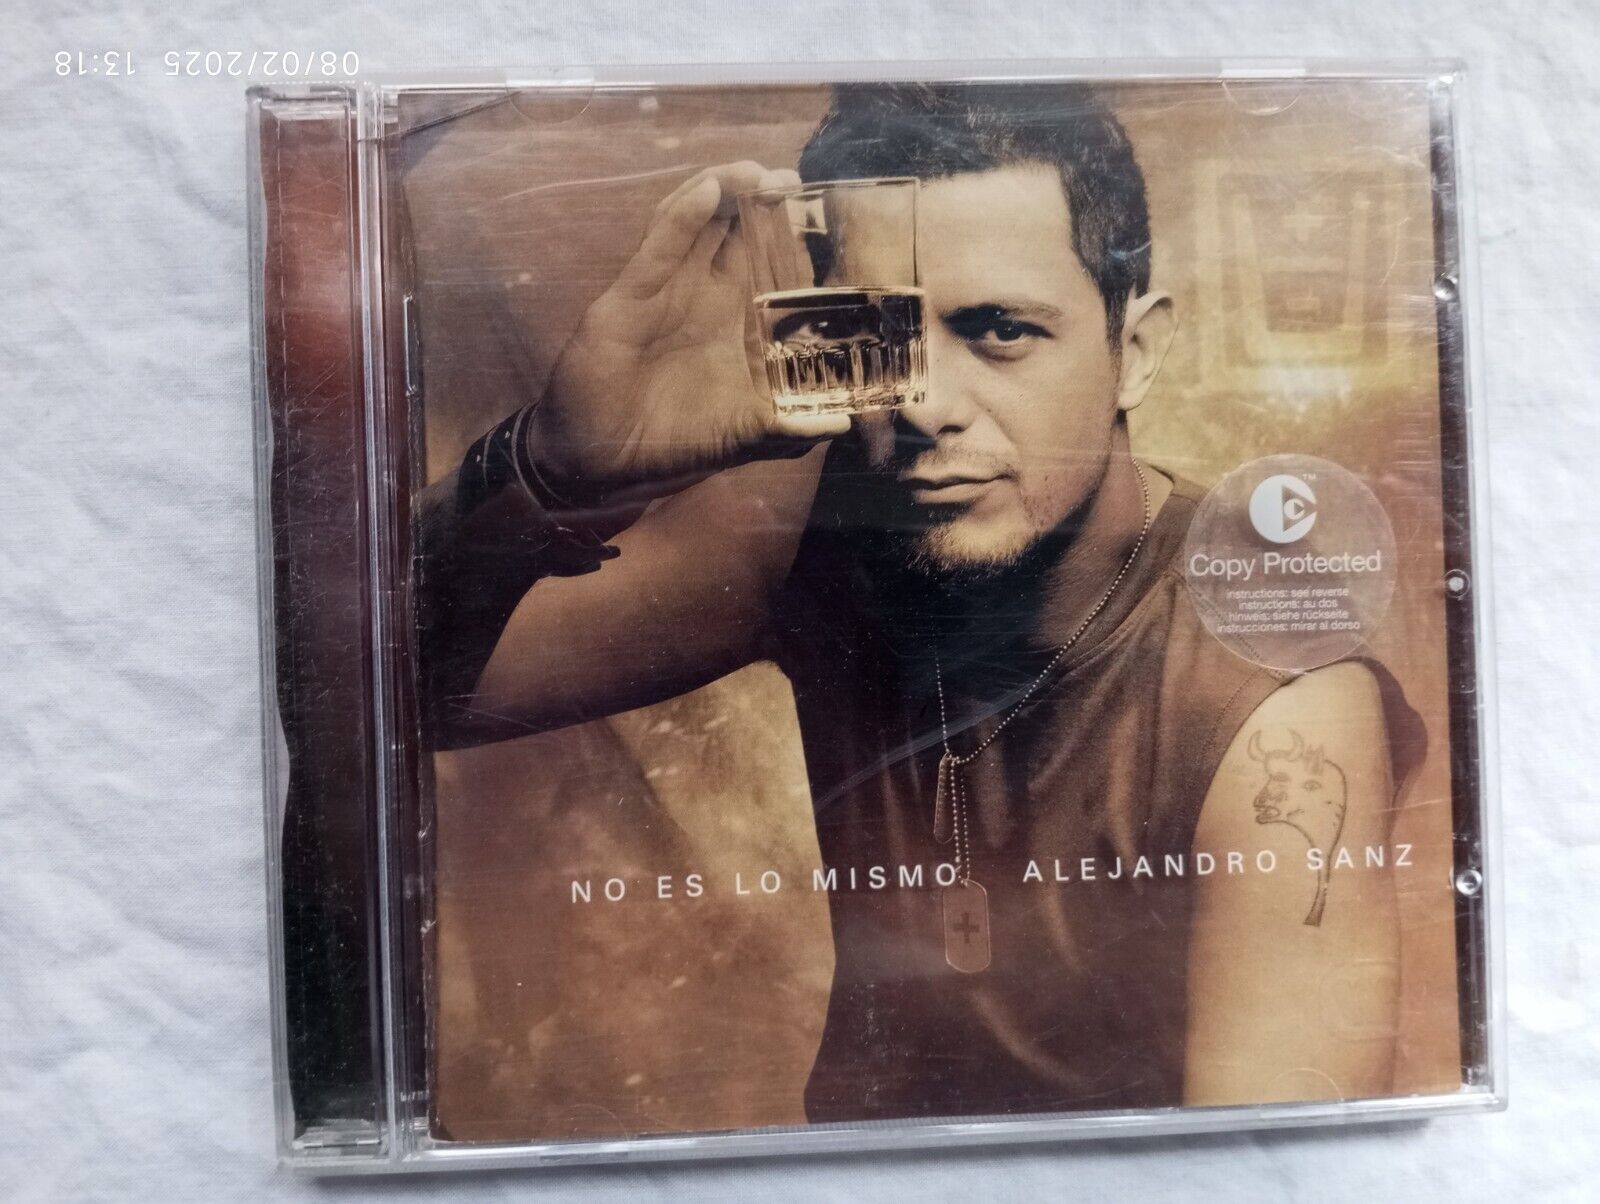 08/02/2025 13:18
TM
C
Copy Protected
instructions: see reverse
instructions: au dos
hinweis: siehe rückseite
instrucciones: mirar al dorso
NO ES LO MISMO ALEJANDRO SANZ